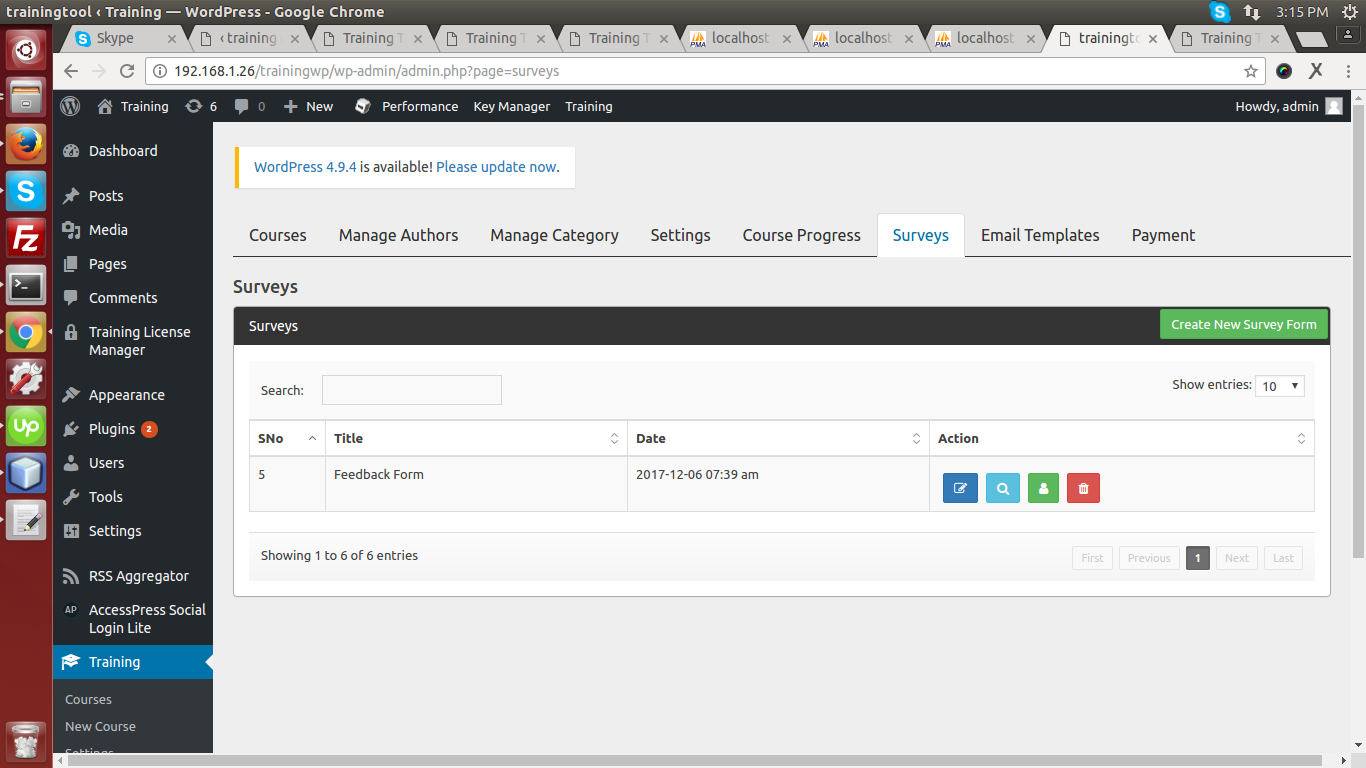 trainingtool ‹ Training — WordPress - Google Chrome
3:15 PM
Skype
‹ training
Training T
Training T
Training T
localhost
localhost
localhost
trainingto
Training T
192.168.1.26/trainingwp/wp-admin/admin.php?page=surveys
Training 6 0 New Performance Key Manager Training
Howdy, admin
Dashboard
Posts
Media
Pages
Comments
Training License
Manager
Appearance
Plugins 2
Users
Tools
Settings
RSS Aggregator
AP AccessPress Social
Login Lite
Training
Courses
New Course
Settings
WordPress 4.9.4 is available! Please update now.
Courses Manage Authors Manage Category Settings Course Progress Surveys Email Templates Payment
Surveys
Surveys
Create New Survey Form
Search:
Show entries: 10
SNo Title Date Action
5 Feedback Form 2017-12-06 07:39 am
Showing 1 to 6 of 6 entries
First Previous 1 Next Last